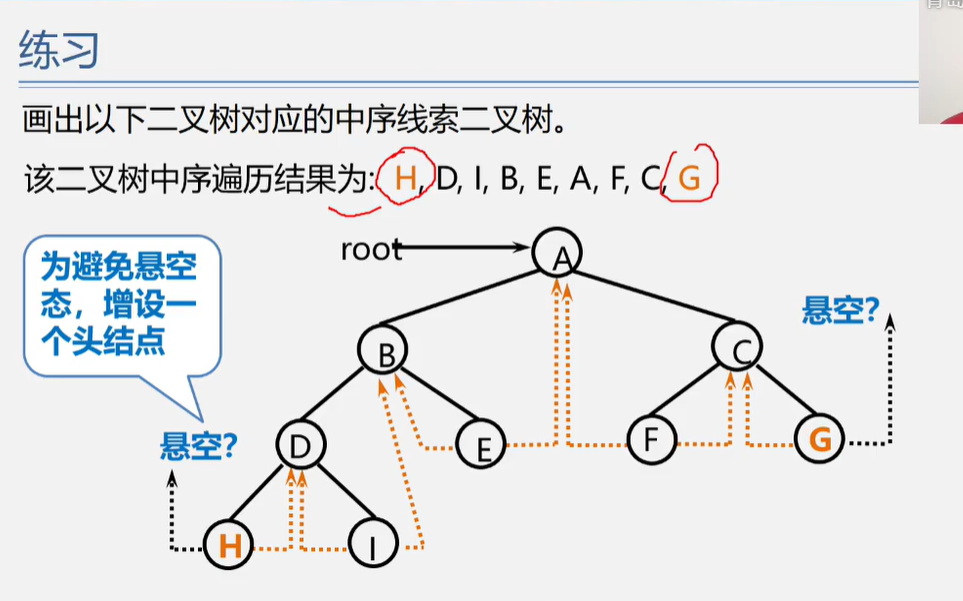 练习
画出以下二叉树对应的中序线索二叉树。
该二叉树中序遍历结果为: H, D, I, B, E, A, F, C, G
root
A
为避免悬空
态，增设一
个头结点
悬空?
B
C
悬空?
D
E
F
G
H
I